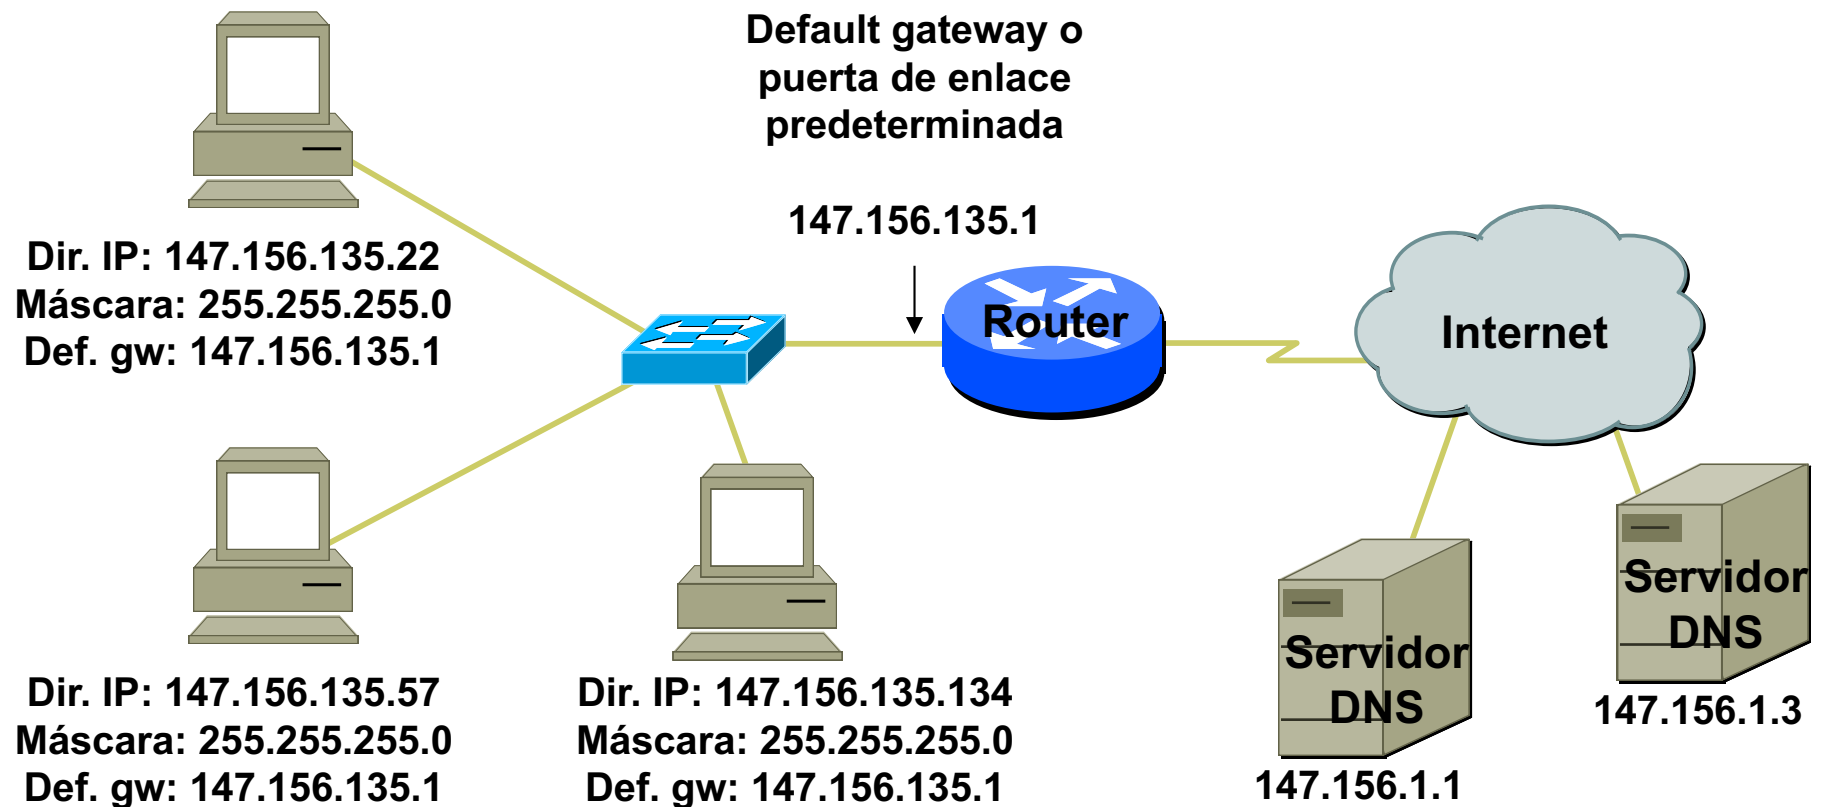 Default gateway o
puerta de enlace
predeterminada
147.156.135.1
Dir. IP: 147.156.135.22
Máscara: 255.255.255.0
Def. gw: 147.156.135.1
Router
Internet
Dir. IP: 147.156.135.57
Máscara: 255.255.255.0
Def. gw: 147.156.135.1
Dir. IP: 147.156.135.134
Máscara: 255.255.255.0
Def. gw: 147.156.135.1
Servidor
DNS
147.156.1.1
Servidor
DNS
147.156.1.3